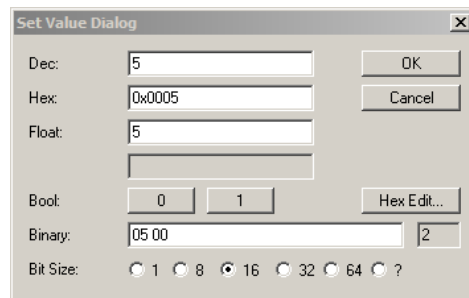 Set Value Dialog
Dec: 5 OK
Hex: 0x0005 Cancel
Float: 5
Bool: 0 1 Hex Edit...
Binary: 05 00 2
Bit Size: 1 8 16 32 64 ?